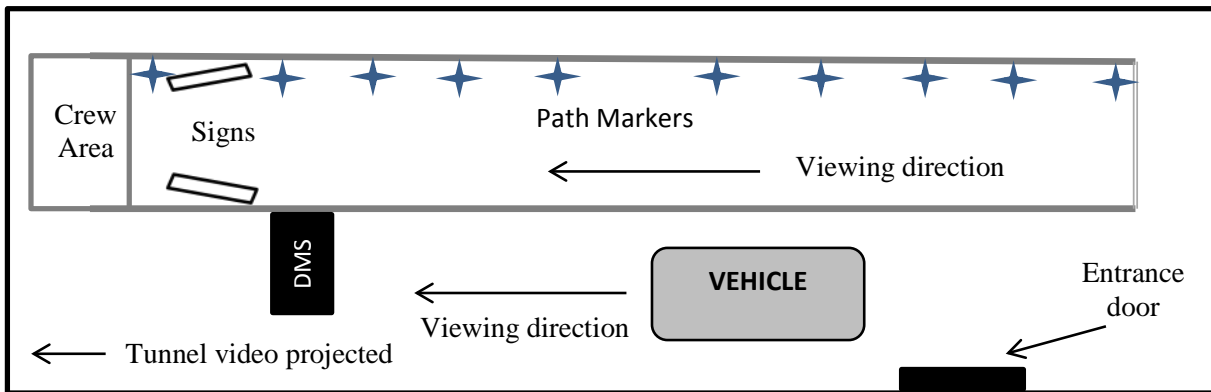 Crew
Area
Signs
Path Markers
Viewing direction
DMS
VEHICLE
Entrance
door
Viewing direction
Tunnel video projected